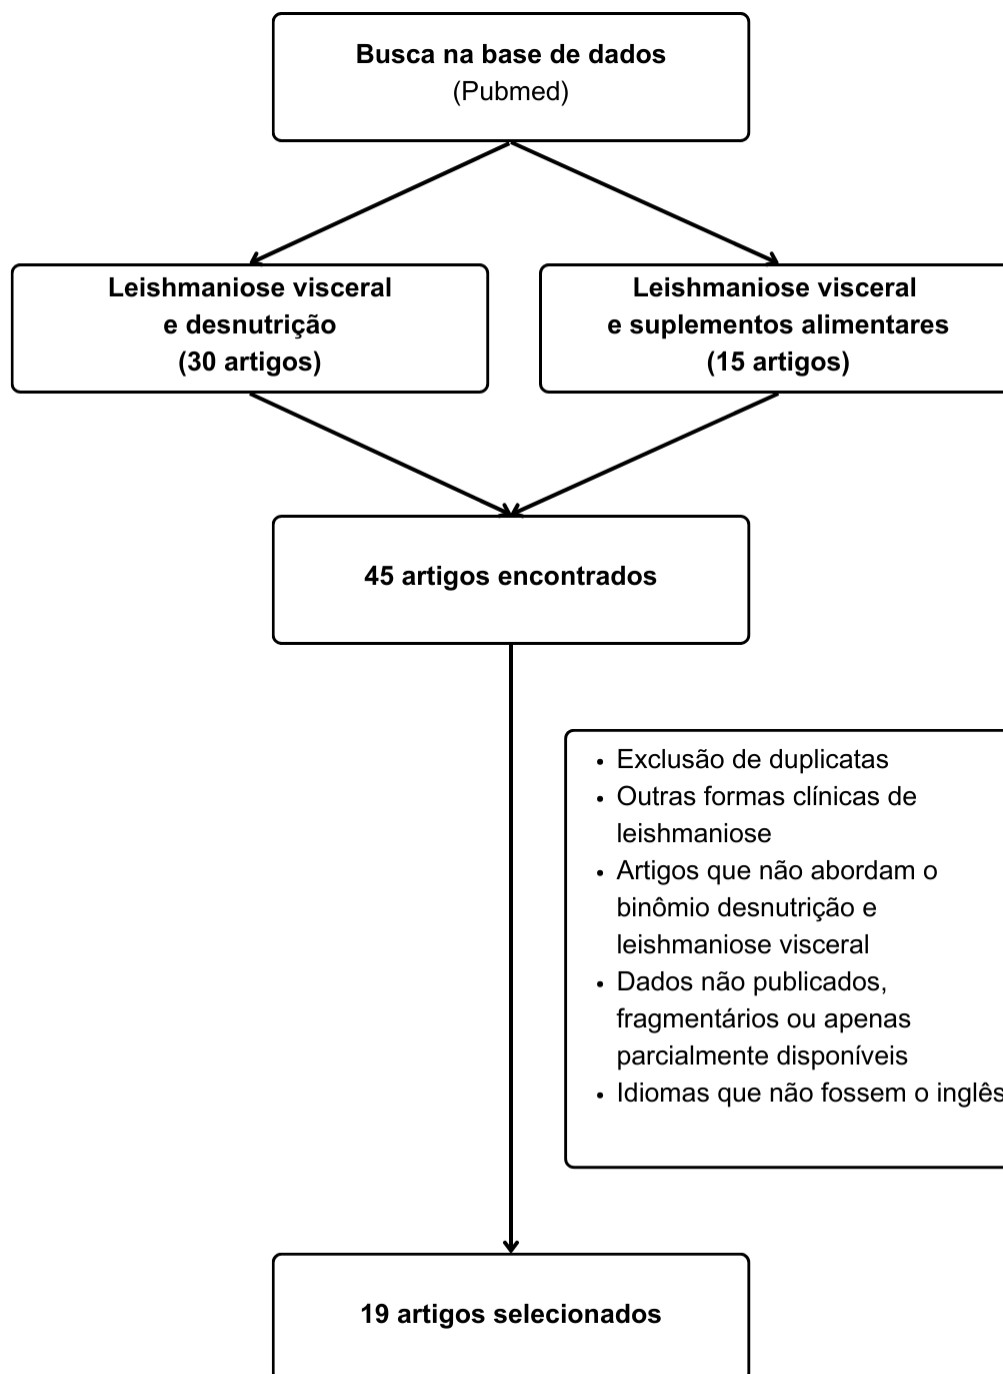 Busca na base de dados
(Pubmed)
Leishmaniose visceral
e desnutrição
(30 artigos)
Leishmaniose visceral
e suplementos alimentares
(15 artigos)
45 artigos encontrados
• Exclusão de duplicatas
• Outras formas clínicas de
leishmaniose
• Artigos que não abordam o
binômio desnutrição e
leishmaniose visceral
• Dados não publicados,
fragmentários ou apenas
parcialmente disponíveis
• Idiomas que não fossem o inglês
19 artigos selecionados